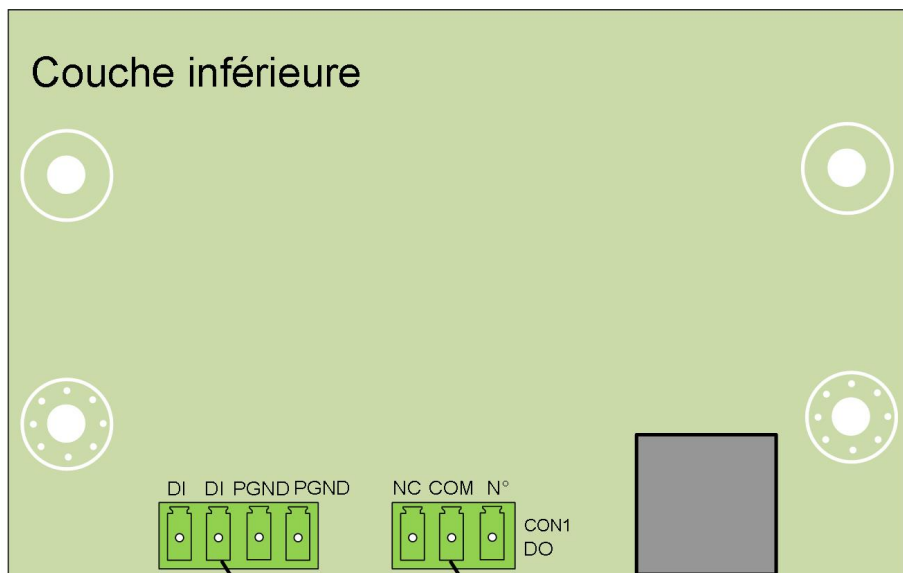 Couche inférieure
DI DI PGND PGND
NC COM N°
CON1
DO